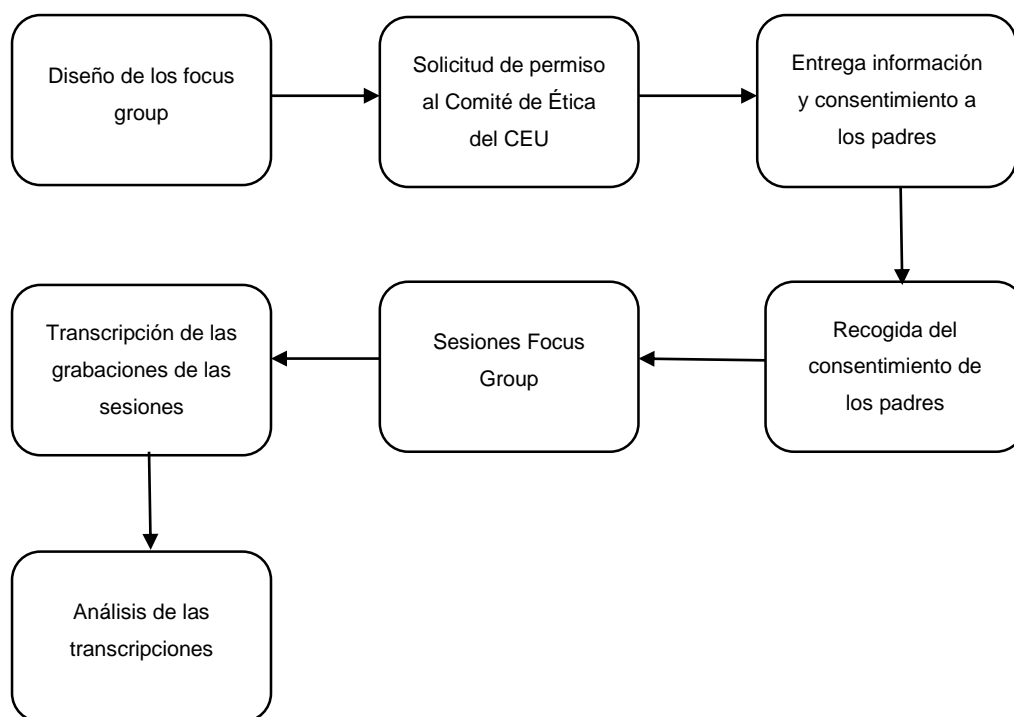 Diseño de los focus
group
Solicitud de permiso
al Comité de Ética
del CEU
Entrega información
y consentimiento a
los padres
Recogida del
consentimiento de
los padres
Sesiones Focus
Group
Transcripción de las
grabaciones de las
sesiones
Análisis de las
transcripciones